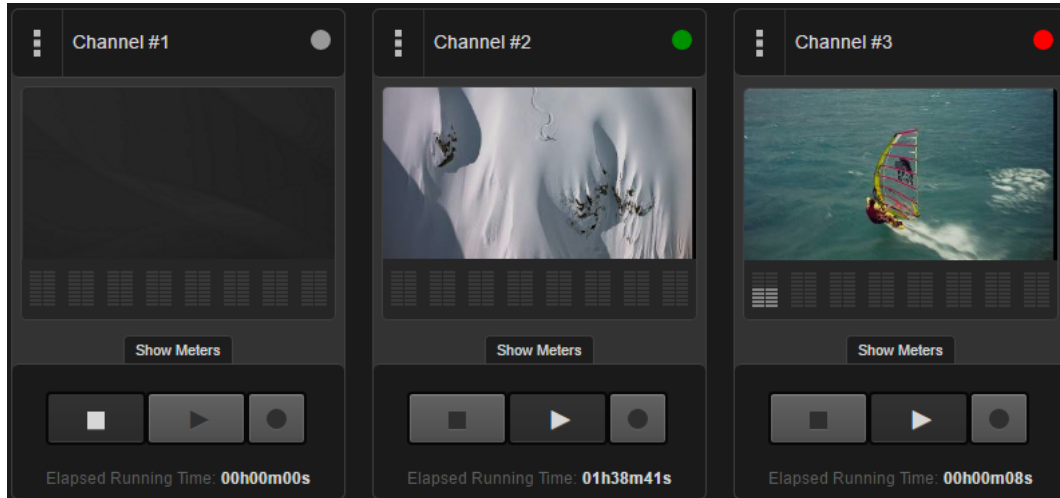 Channel #1
Channel #2
Channel #3
Show Meters
Show Meters
Show Meters
Elapsed Running Time: 00h00m00s
Elapsed Running Time: 01h38m41s
Elapsed Running Time: 00h00m08s